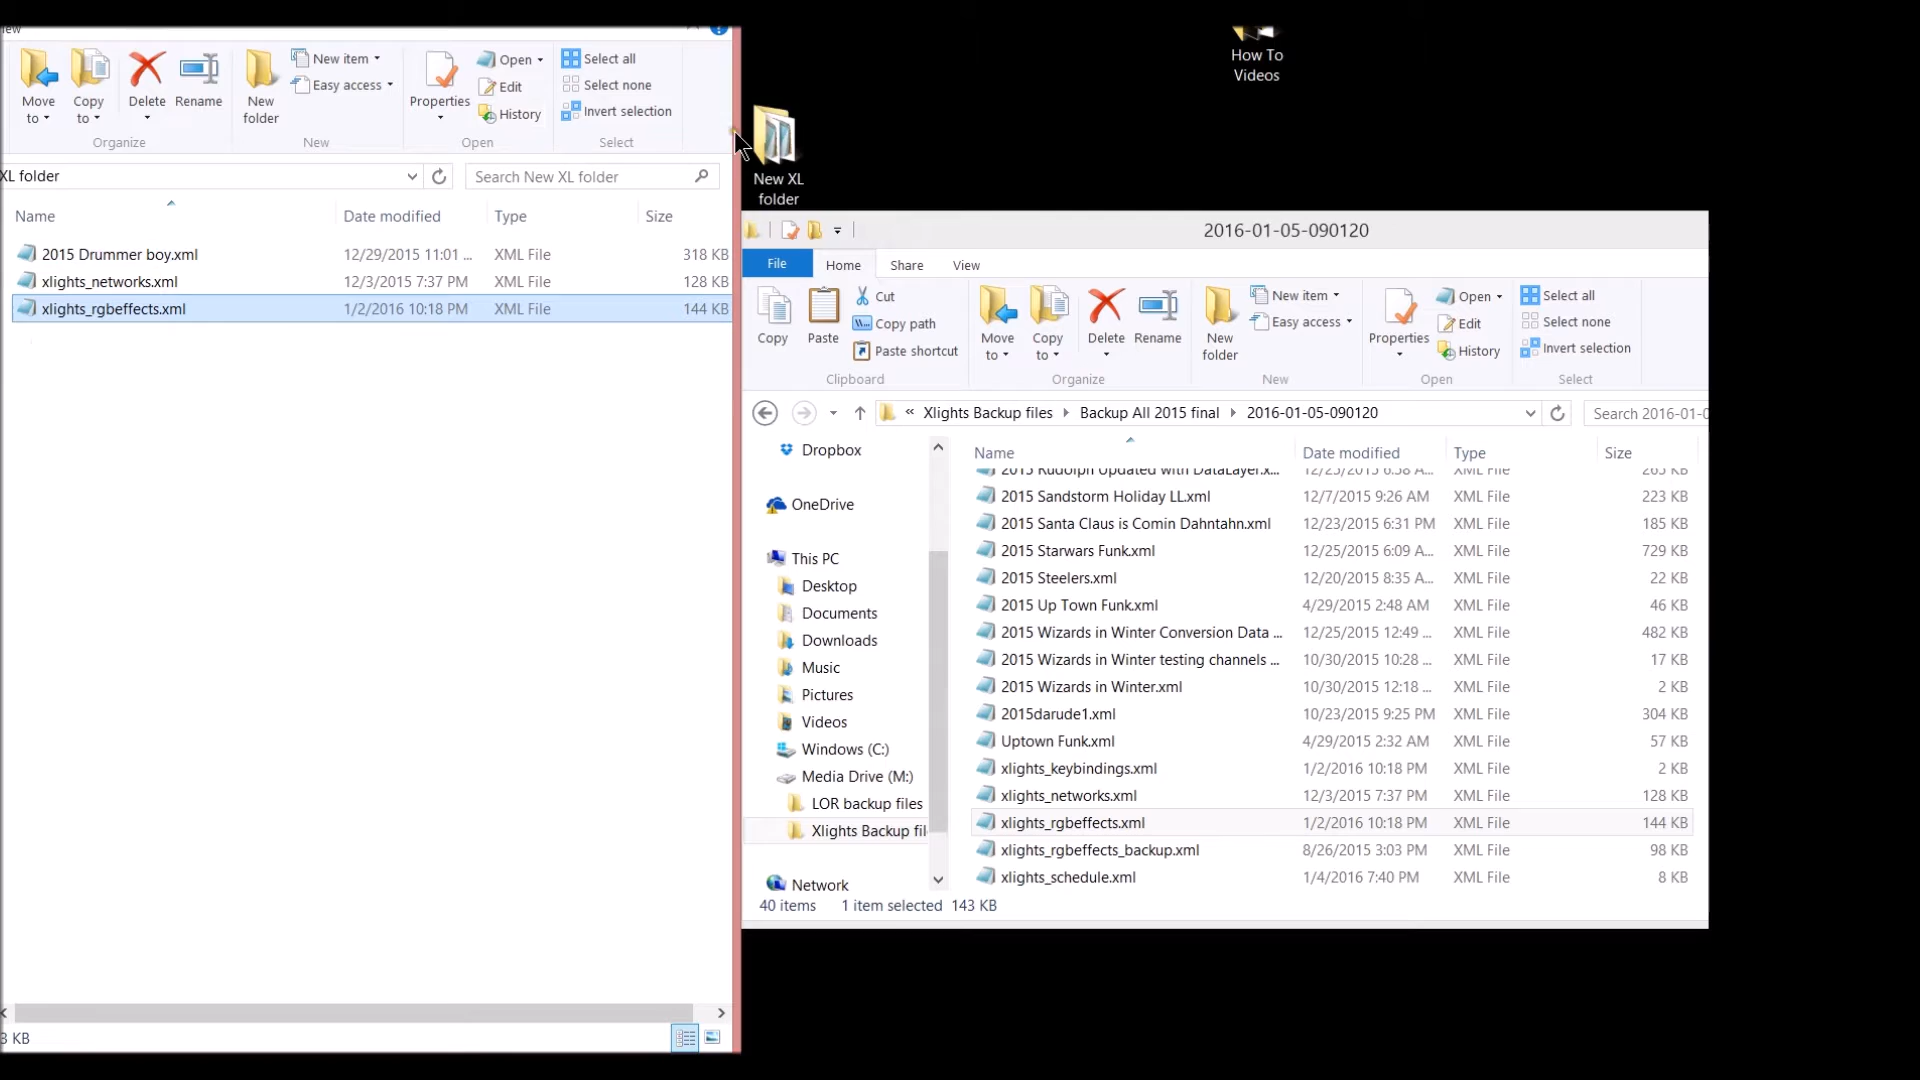 How To
Videos
Move
to
Copy
to
Delete
Rename
Organize
New
folder
New item
Easy access
New
Properties
Open
Edit
History
Open
Select all
Select none
Invert selection
Select
XL folder
Search New XL folder
Name Date modified Type Size
2015 Drummer boy.xml 12/29/2015 11:01 ... XML File 318 KB
xlights_networks.xml 12/3/2015 7:37 PM XML File 128 KB
xlights_rgbeffects.xml 1/2/2016 10:18 PM XML File 144 KB
8 KB
New XL
folder
2016-01-05-090120
File Home Share View
Copy
Paste
Cut
Copy path
Paste shortcut
Clipboard
Move
to
Copy
to
Delete
Rename
Organize
New
folder
New item
Easy access
New
Properties
Open
Edit
History
Open
Select all
Select none
Invert selection
Select
« Xlights Backup files Backup All 2015 final 2016-01-05-090120
Search 2016-01-0
Dropbox
OneDrive
This PC
Desktop
Documents
Downloads
Music
Pictures
Videos
Windows (C:)
Media Drive (M:)
LOR backup files
Xlights Backup fil
Network
Name Date modified Type Size
2015 Rudolph Updated with DataLayer.x... XML File 265 KB
2015 Sandstorm Holiday LL.xml 12/7/2015 9:26 AM XML File 223 KB
2015 Santa Claus is Comin Dahntahn.xml 12/23/2015 6:31 PM XML File 185 KB
2015 Starwars Funk.xml 12/25/2015 6:09 A... XML File 729 KB
2015 Steelers.xml 12/20/2015 8:35 A... XML File 22 KB
2015 Up Town Funk.xml 4/29/2015 2:48 AM XML File 46 KB
2015 Wizards in Winter Conversion Data ... 12/25/2015 12:49 ... XML File 482 KB
2015 Wizards in Winter testing channels ... 10/30/2015 10:28 ... XML File 17 KB
2015 Wizards in Winter.xml 10/30/2015 12:18 ... XML File 2 KB
2015darude1.xml 10/23/2015 9:25 PM XML File 304 KB
Uptown Funk.xml 4/29/2015 2:32 AM XML File 57 KB
xlights_keybindings.xml 1/2/2016 10:18 PM XML File 2 KB
xlights_networks.xml 12/3/2015 7:37 PM XML File 128 KB
xlights_rgbeffects.xml 1/2/2016 10:18 PM XML File 144 KB
xlights_rgbeffects_backup.xml 8/26/2015 3:03 PM XML File 98 KB
xlights_schedule.xml 1/4/2016 7:40 PM XML File 8 KB
40 items 1 item selected 143 KB